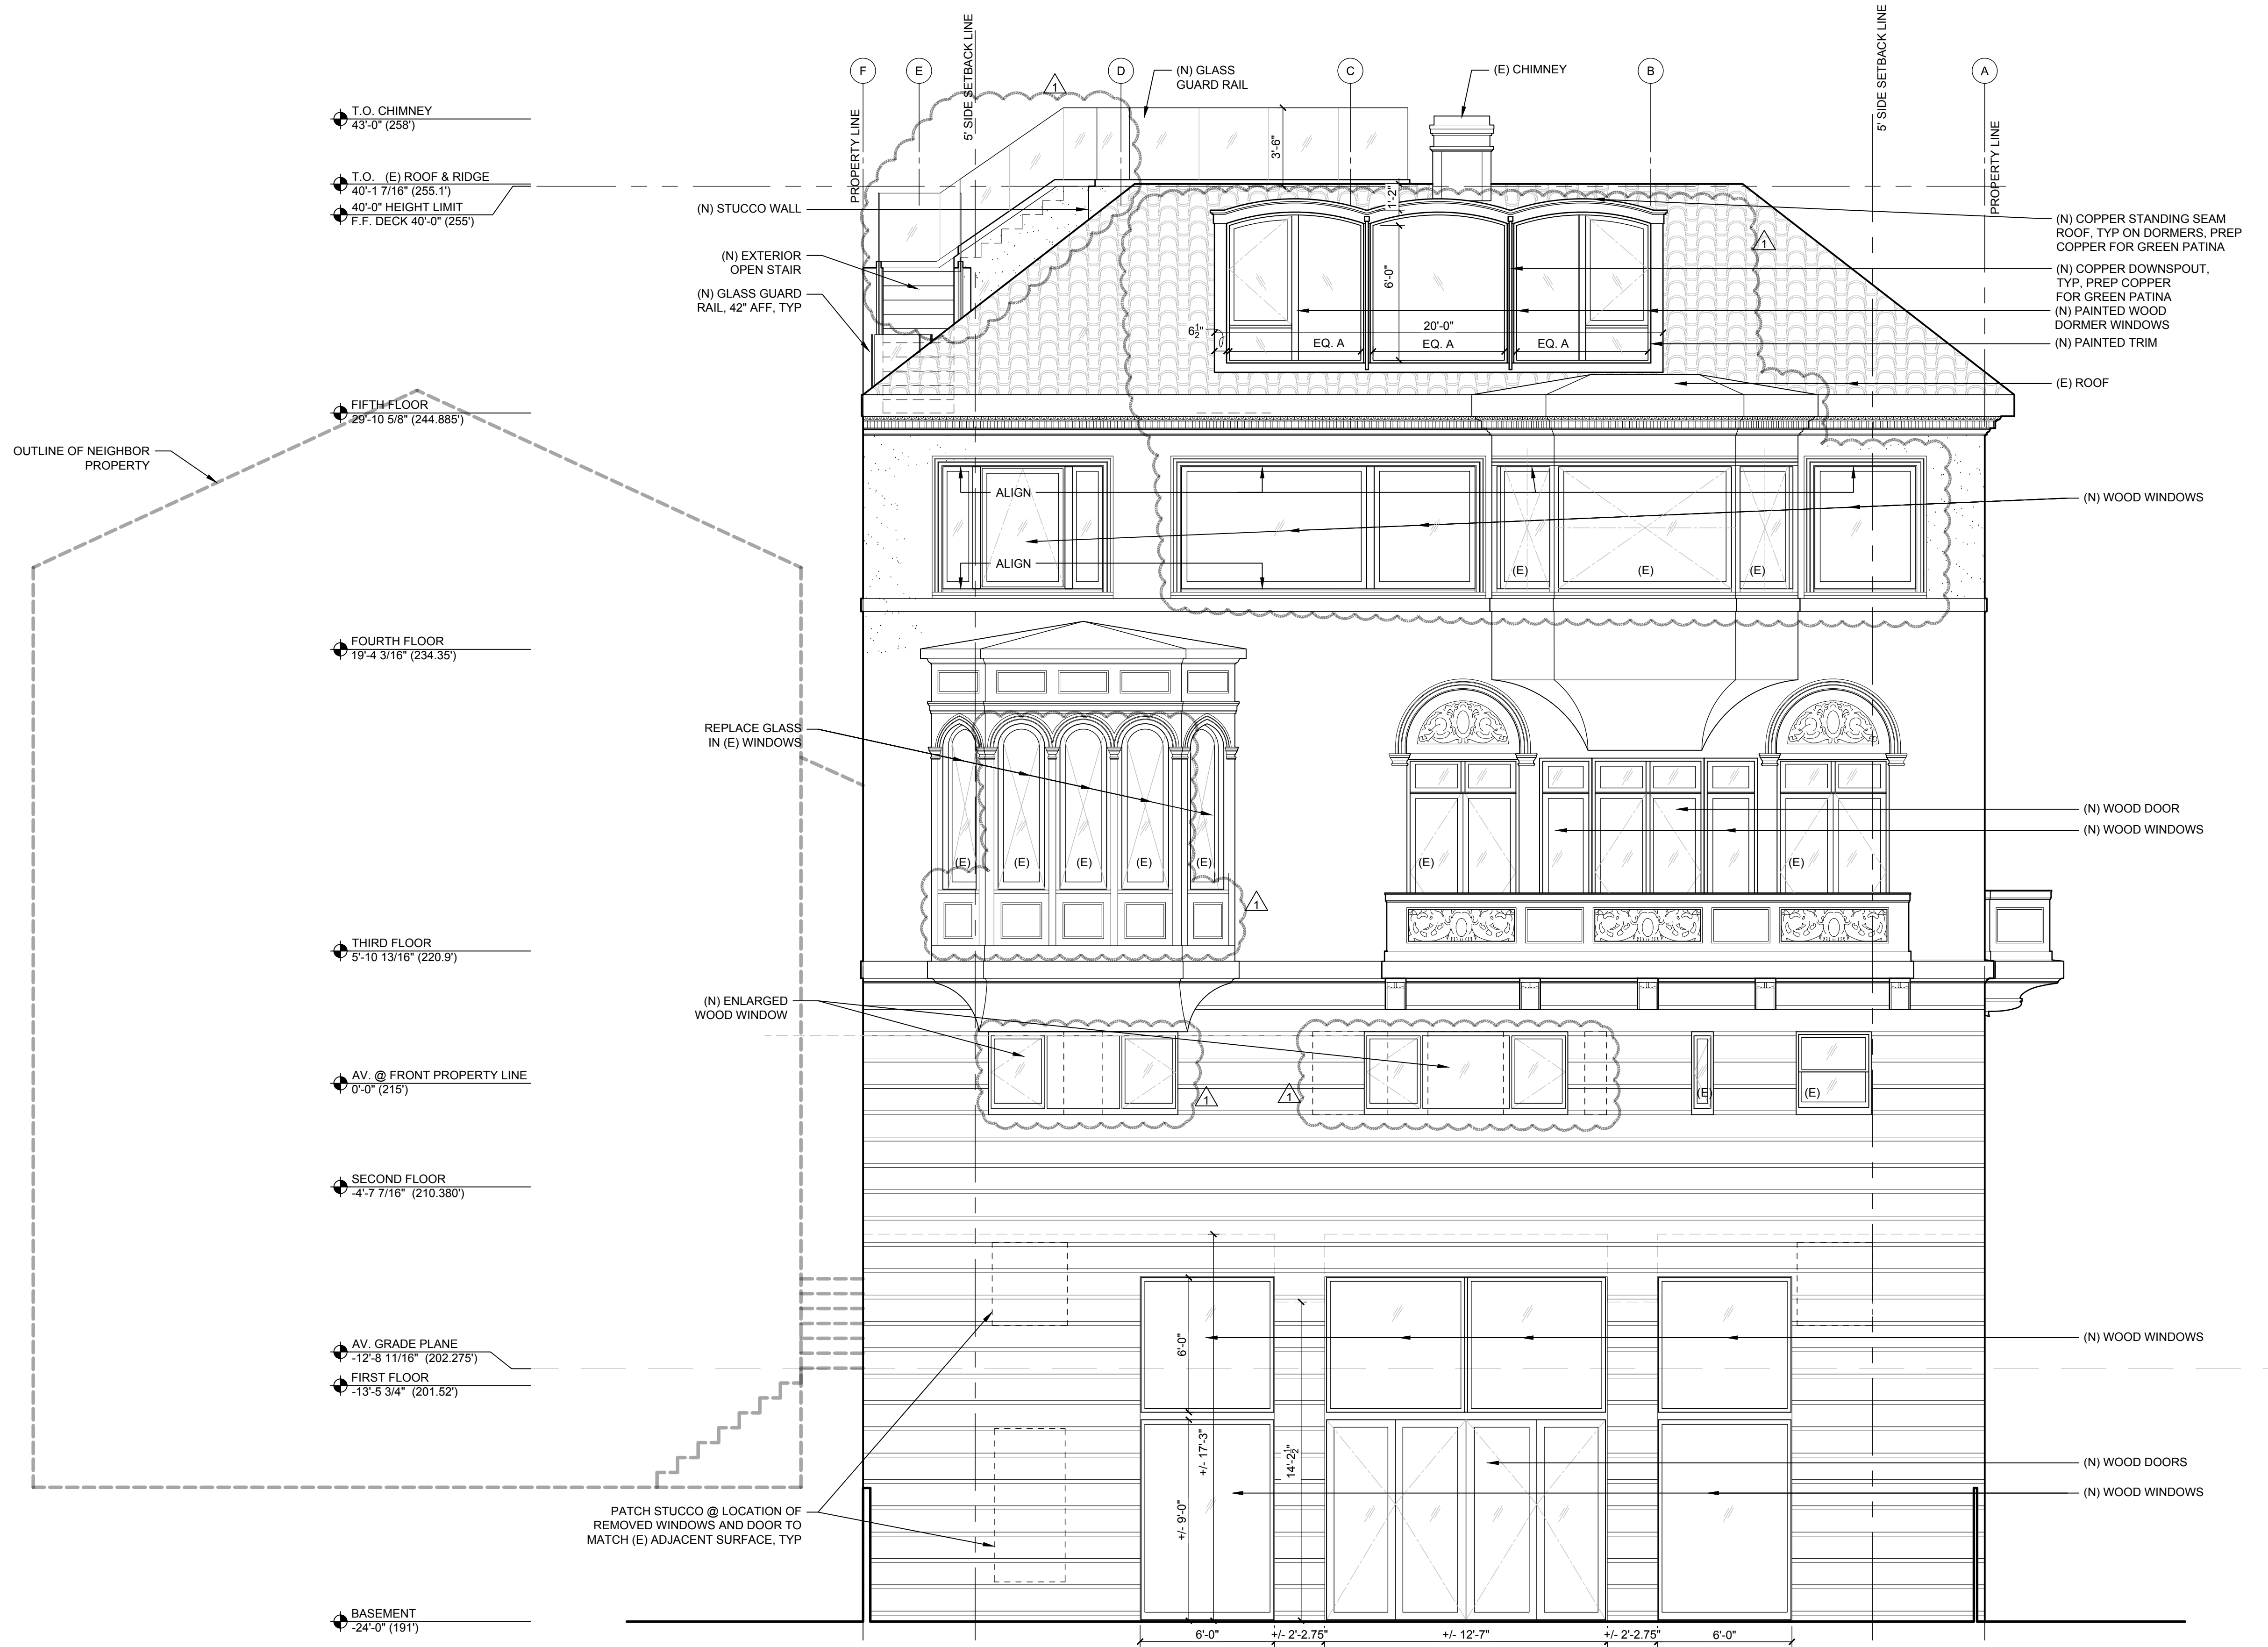 F
E
5' SIDE SETBACK LINE
D
C
B
5' SIDE SETBACK LINE
A
PROPERTY LINE
PROPERTY LINE
1
(N) GLASS
GUARD RAIL
(E) CHIMNEY
T.O. CHIMNEY
43'-0" (258')
T.O. (E) ROOF & RIDGE
40'-1 7/16" (255.1')
40'-0" HEIGHT LIMIT
F.F. DECK 40'-0" (255')
3'-6"
1'-2"
(N) STUCCO WALL
(N) EXTERIOR
OPEN STAIR
(N) GLASS GUARD
RAIL, 42" AFF, TYP
1
(N) COPPER STANDING SEAM
ROOF, TYP ON DORMERS, PREP
COPPER FOR GREEN PATINA
(N) COPPER DOWNSPOUT,
TYP, PREP COPPER
FOR GREEN PATINA
(N) PAINTED WOOD
DORMER WINDOWS
(N) PAINTED TRIM
(E) ROOF
6'-0"
6½"
20'-0"
EQ. A
EQ. A
EQ. A
FIFTH FLOOR
29'-10 5/8" (244.885')
OUTLINE OF NEIGHBOR
PROPERTY
ALIGN
(N) WOOD WINDOWS
ALIGN
(E)
(E)
(E)
FOURTH FLOOR
19'-4 3/16" (234.35')
REPLACE GLASS
IN (E) WINDOWS
(N) WOOD DOOR
(N) WOOD WINDOWS
(E)
(E)
(E)
(E)
(E)
(E)
(E)
1
THIRD FLOOR
5'-10 13/16" (220.9')
(N) ENLARGED
WOOD WINDOW
AV. @ FRONT PROPERTY LINE
0'-0" (215')
1
1
(E)
(E)
SECOND FLOOR
-4'-7 7/16" (210.380')
AV. GRADE PLANE
-12'-8 11/16" (202.275')
FIRST FLOOR
-13'-5 3/4" (201.52')
6'-0"
(N) WOOD WINDOWS
+/- 17'-3"
14'-2½"
+/- 9'-0"
(N) WOOD DOORS
(N) WOOD WINDOWS
PATCH STUCCO @ LOCATION OF
REMOVED WINDOWS AND DOOR TO
MATCH (E) ADJACENT SURFACE, TYP
BASEMENT
-24'-0" (191')
6'-0"
+/- 2'-2.75"
+/- 12'-7"
+/- 2'-2.75"
6'-0"